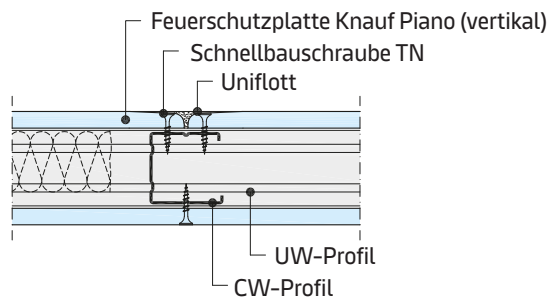 Feuerschutzplatte Knauf Piano (vertikal)
Schnellbauschraube TN
Uniflott
UW-Profil
CW-Profil